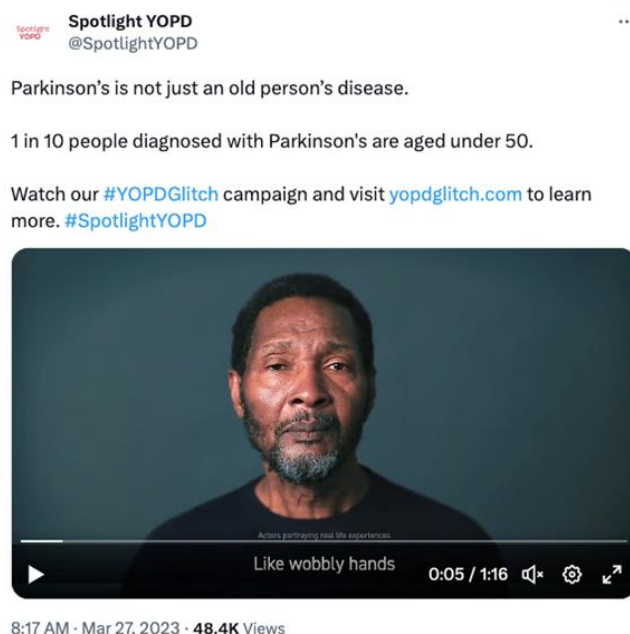 Spotlight
YOPD
Spotlight YOPD
@SpotlightYOPD
Parkinson’s is not just an old person’s disease.
1 in 10 people diagnosed with Parkinson's are aged under 50.
Watch our #YOPDGlitch campaign and visit yopdglitch.com to learn
more. #SpotlightYOPD
Actors portraying real life experiences
Like wobbly hands
0:05 / 1:16
8:17 AM · Mar 27, 2023 · 48.4K Views